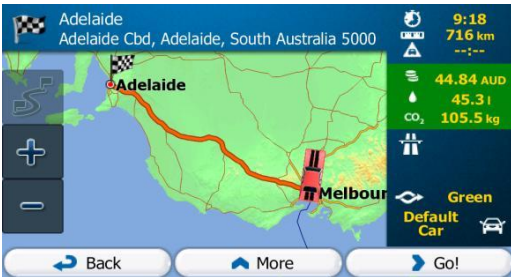 Adelaide
Adelaide Cbd, Adelaide, South Australia 5000
9:18
716 km
--:--
44.84 AUD
45.3 l
CO₂ 105.5 kg
Adelaide
Melbour
Green
Default
Car
Back
More
Go!